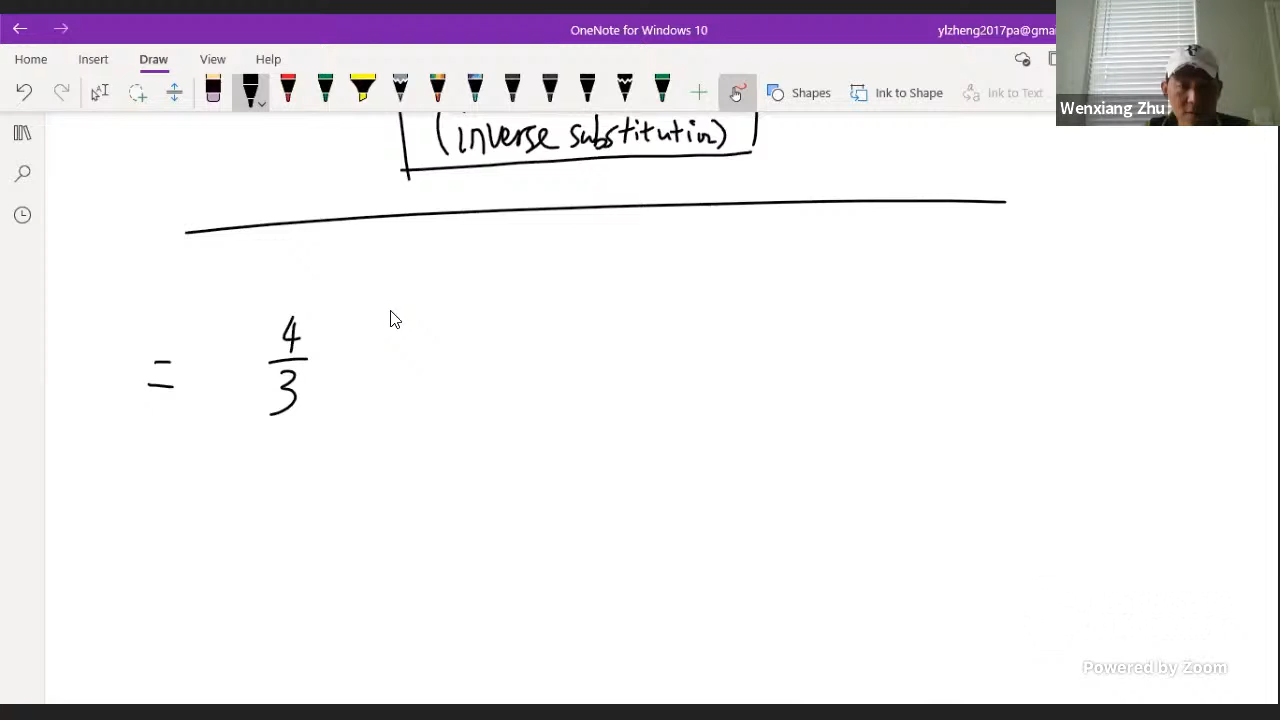 OneNote for Windows 10
ylzheng2017pa@gma
Home Insert Draw View Help
Shapes Ink to Shape Ink to Text
Wenxiang Zhu
(inverse substitution)
= 4
3
Powered by Zoom